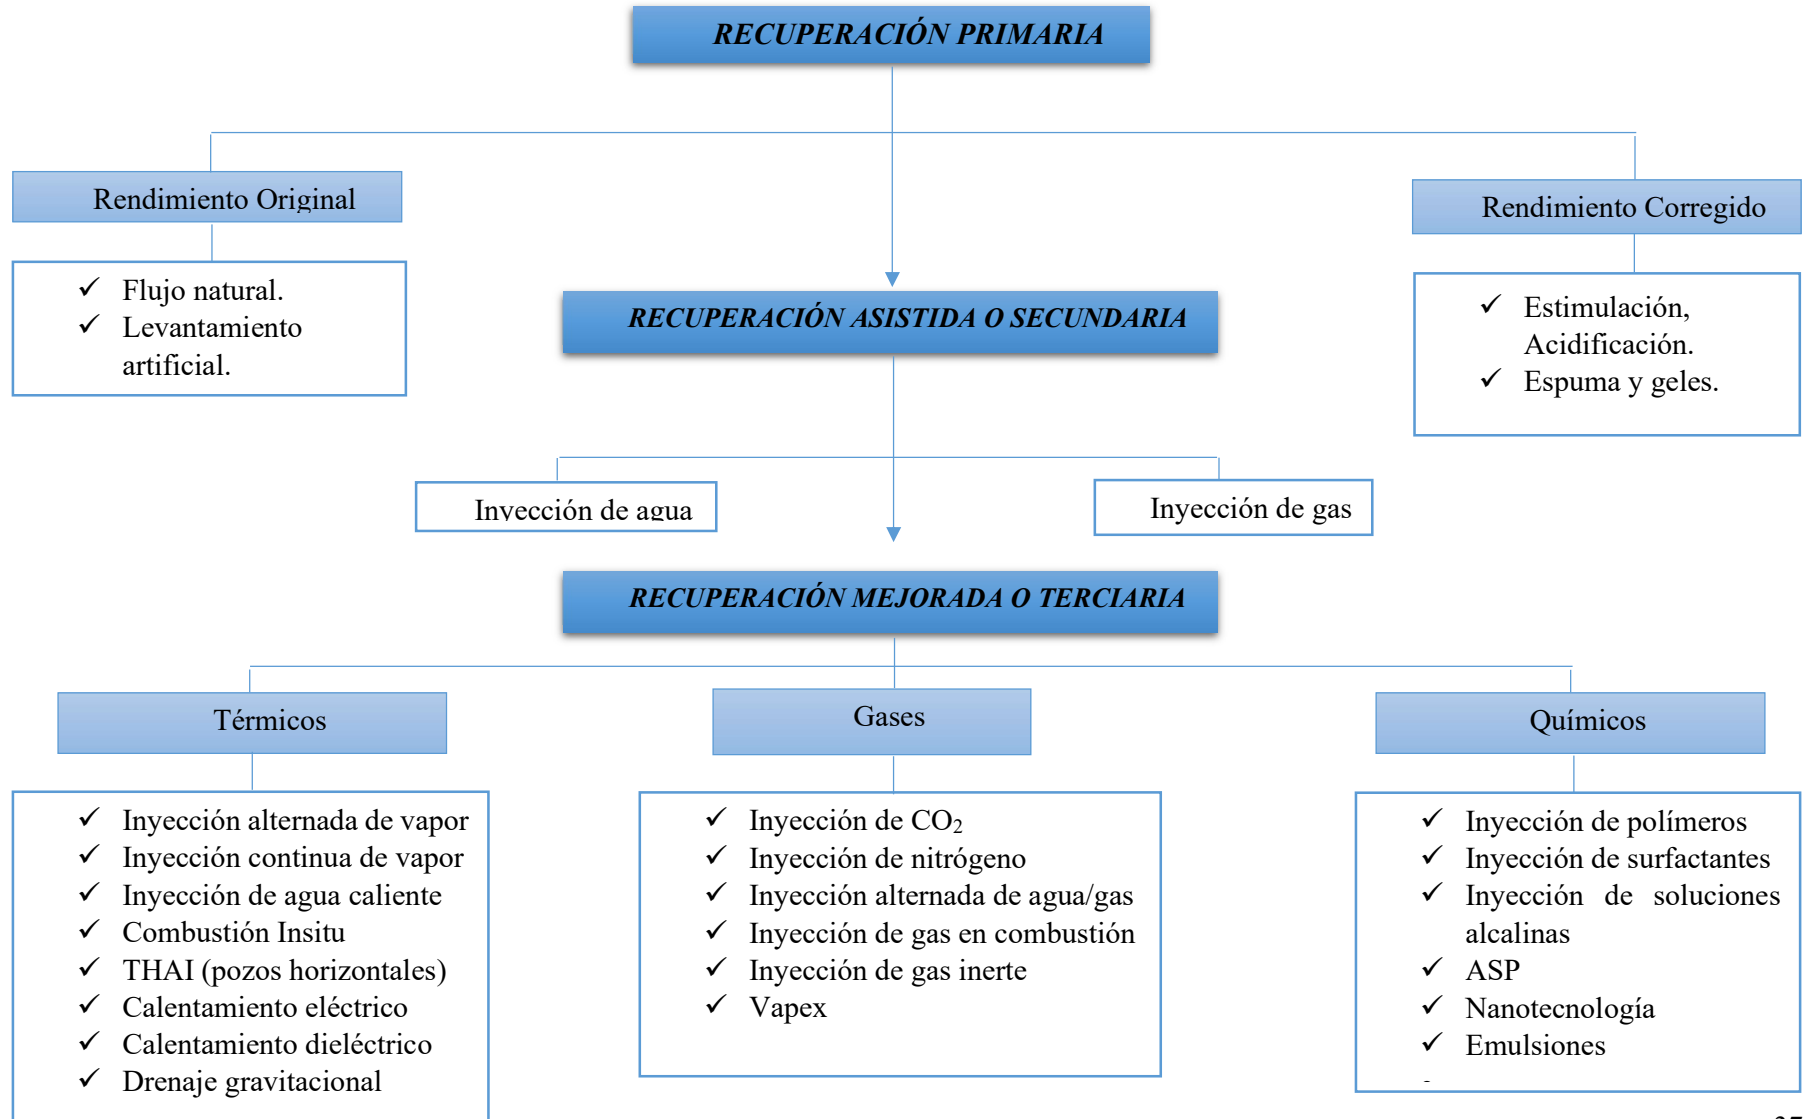 RECUPERACIÓN PRIMARIA
Rendimiento Original
Rendimiento Corregido
✓ Flujo natural.
✓ Levantamiento
artificial.
✓ Estimulación,
Acidificación.
✓ Espuma y geles.
RECUPERACIÓN ASISTIDA O SECUNDARIA
Inyección de agua
Inyección de gas
RECUPERACIÓN MEJORADA O TERCIARIA
Térmicos
Gases
Químicos
✓ Inyección alternada de vapor
✓ Inyección continua de vapor
✓ Inyección de agua caliente
✓ Combustión Insitu
✓ THAI (pozos horizontales)
✓ Calentamiento eléctrico
✓ Calentamiento dieléctrico
✓ Drenaje gravitacional
✓ Inyección de CO₂
✓ Inyección de nitrógeno
✓ Inyección alternada de agua/gas
✓ Inyección de gas en combustión
✓ Inyección de gas inerte
✓ Vapex
✓ Inyección de polímeros
✓ Inyección de surfactantes
✓ Inyección de soluciones
alcalinas
✓ ASP
✓ Nanotecnología
✓ Emulsiones